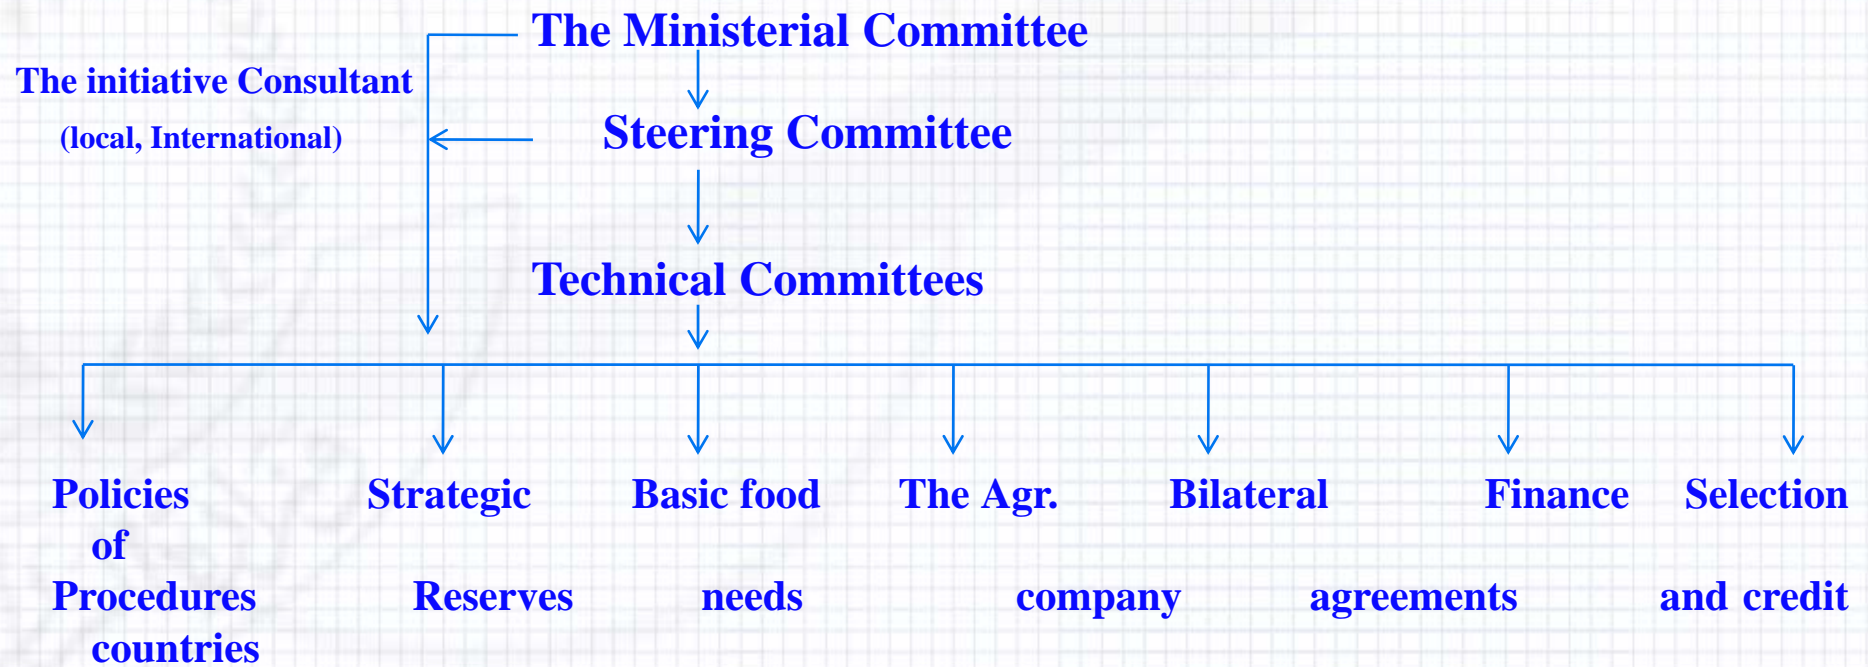 The Ministerial Committee
The initiative Consultant
(local, International)
Steering Committee
Technical Committees
Policies Strategic Basic food The Agr. Bilateral Finance Selection
of
Procedures Reserves needs company agreements and credit
countries